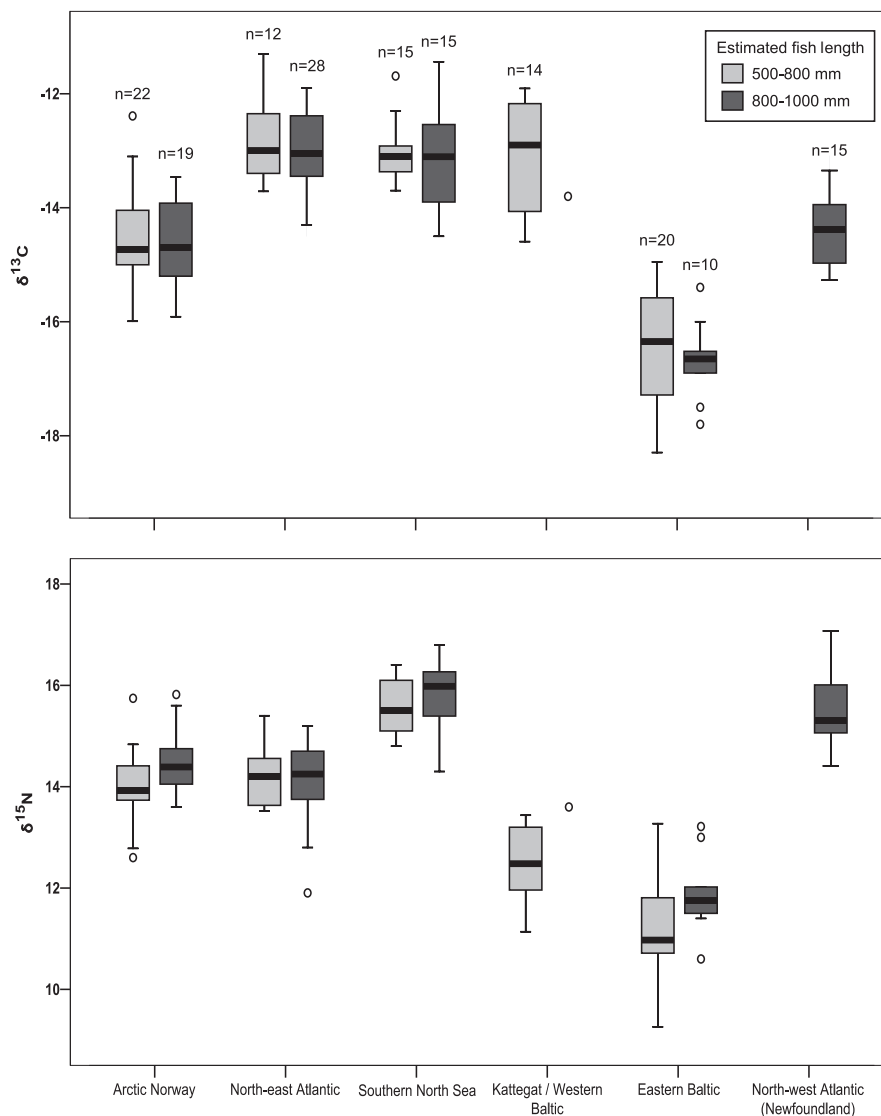 n=12
n=15
n=15
Estimated fish length
n=28
n=14
500-800 mm
n=22
-12
800-1000 mm
n=19
n=15
-14
n=20
δ13C
n=10
-16
-18
18
16
14
δ15N
12
10
Arctic Norway
North-east Atlantic
Southern North Sea
Kattegat / Western
Baltic
Eastern Baltic
North-west Atlantic
(Newfoundland)